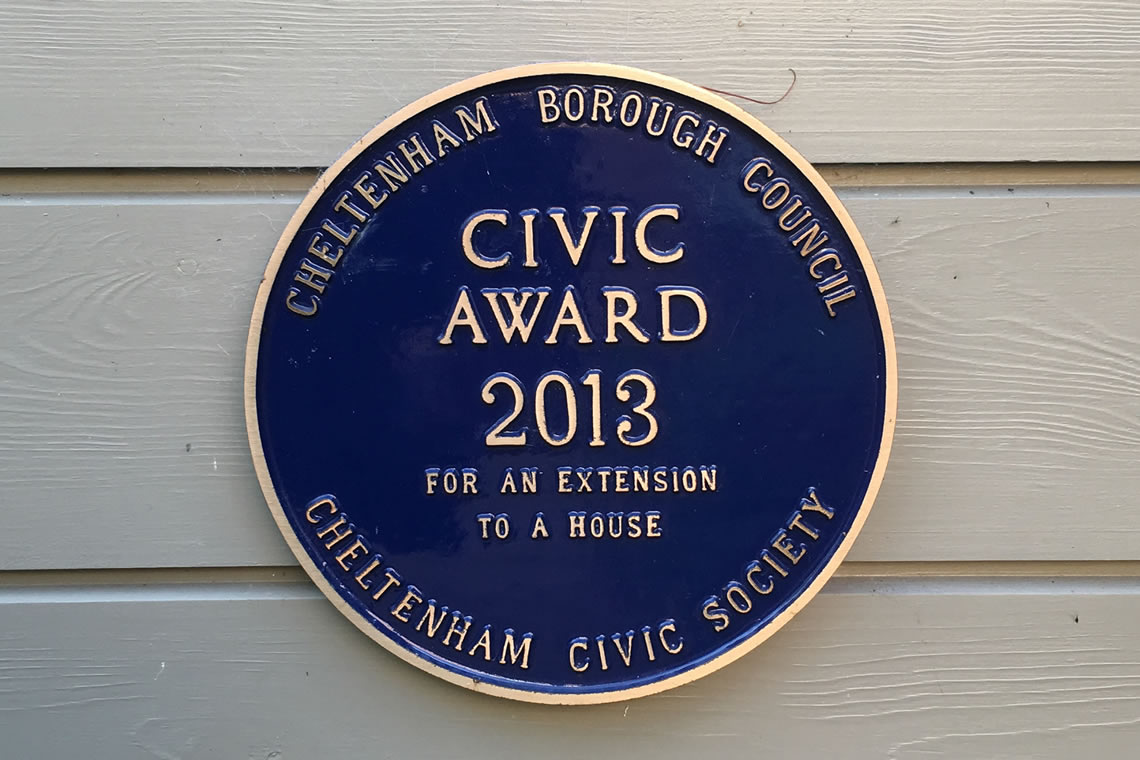 CHELTENHAM BOROUGH COUNCIL
CIVIC
AWARD
2013
FOR AN EXTENSION
TO A HOUSE
CHELTENHAM CIVIC SOCIETY